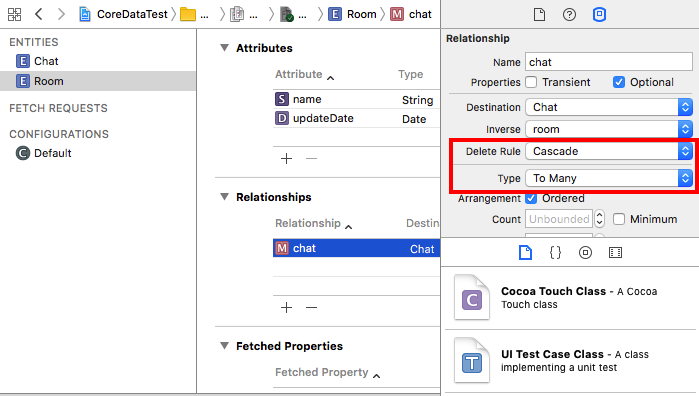 CoreDataTest ... ... ... E Room M chat
ENTITIES
E Chat
E Room
FETCH REQUESTS
CONFIGURATIONS
C Default
Attributes
Attribute Type
S name String
D updateDate Date
Relationships
Relationship Destin
M chat Chat
Fetched Properties
Fetched Property
Relationship
Name chat
Properties Transient Optional
Destination Chat
Inverse room
Delete Rule Cascade
Type To Many
Arrangement Ordered
Count Unbounded Minimum
C
Cocoa Touch Class - A Cocoa
Touch class
T
UI Test Case Class - A class
implementing a unit test